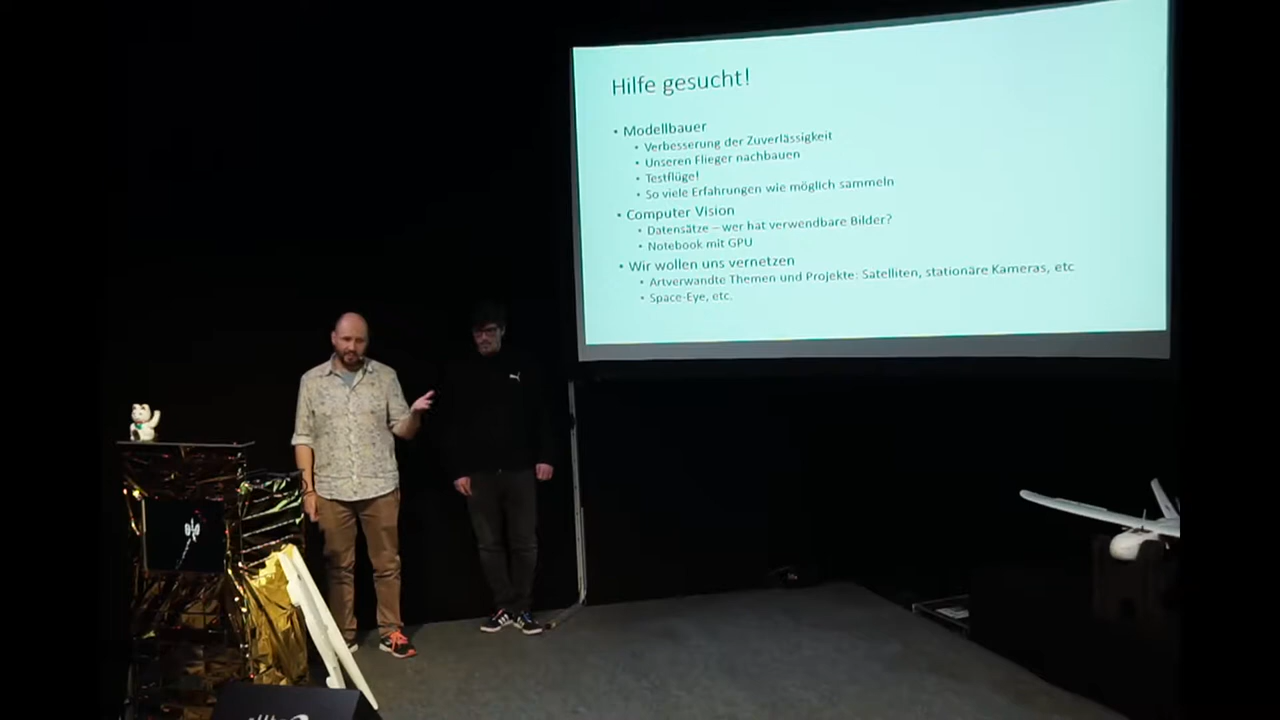 Hilfe gesucht!
• Modellbauer
• Verbesserung der Zuverlässigkeit
• Unseren Flieger nachbauen
• Testflüge!
• So viele Erfahrungen wie möglich sammeln
• Computer Vision
• Datensätze – wer hat verwendbare Bilder?
• Notebook mit GPU
• Wir wollen uns vernetzen
• Artverwandte Themen und Projekte: Satelliten, stationäre Kameras, etc
• Space-Eye, etc.